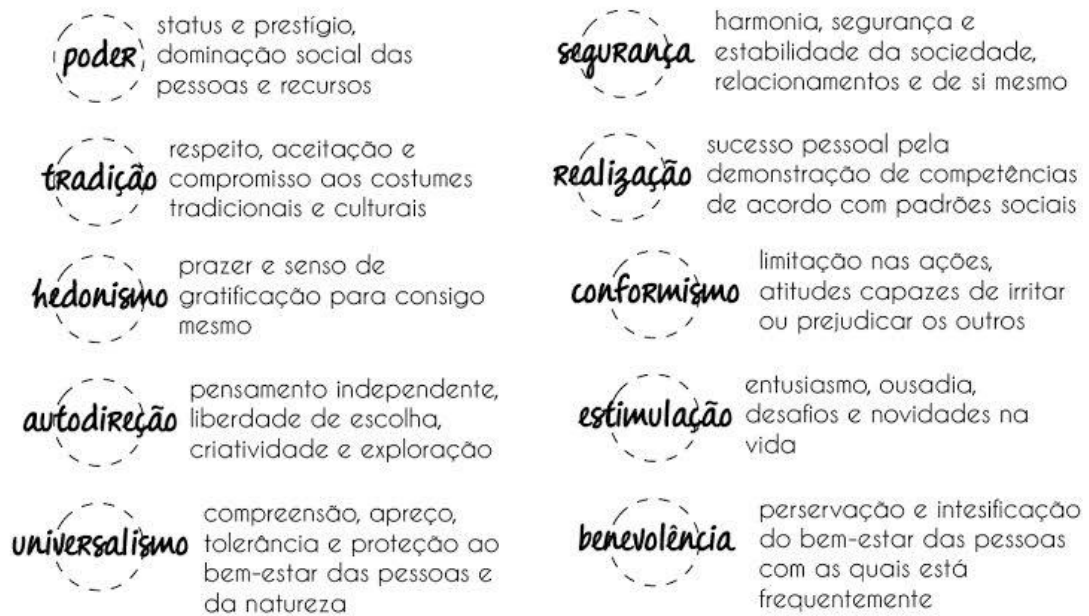 poder
status e prestígio,
dominação social das
pessoas e recursos
segurança
harmonia, segurança e
estabilidade da sociedade,
relacionamentos e de si mesmo
tradição
respeito, aceitação e
compromisso aos costumes
tradicionais e culturais
realização
sucesso pessoal pela
demonstração de competências
de acordo com padrões sociais
hedonismo
prazer e senso de
gratificação para consigo
mesmo
conformismo
limitação nas ações,
atitudes capazes de irritar
ou prejudicar os outros
autodireção
pensamento independente,
liberdade de escolha,
criatividade e exploração
estimulação
entusiasmo, ousadia,
desafios e novidades na
vida
universalismo
compreensão, apreço,
tolerância e proteção ao
bem-estar das pessoas e
da natureza
benevolência
perservação e intesificação
do bem-estar das pessoas
com as quais está
frequentemente